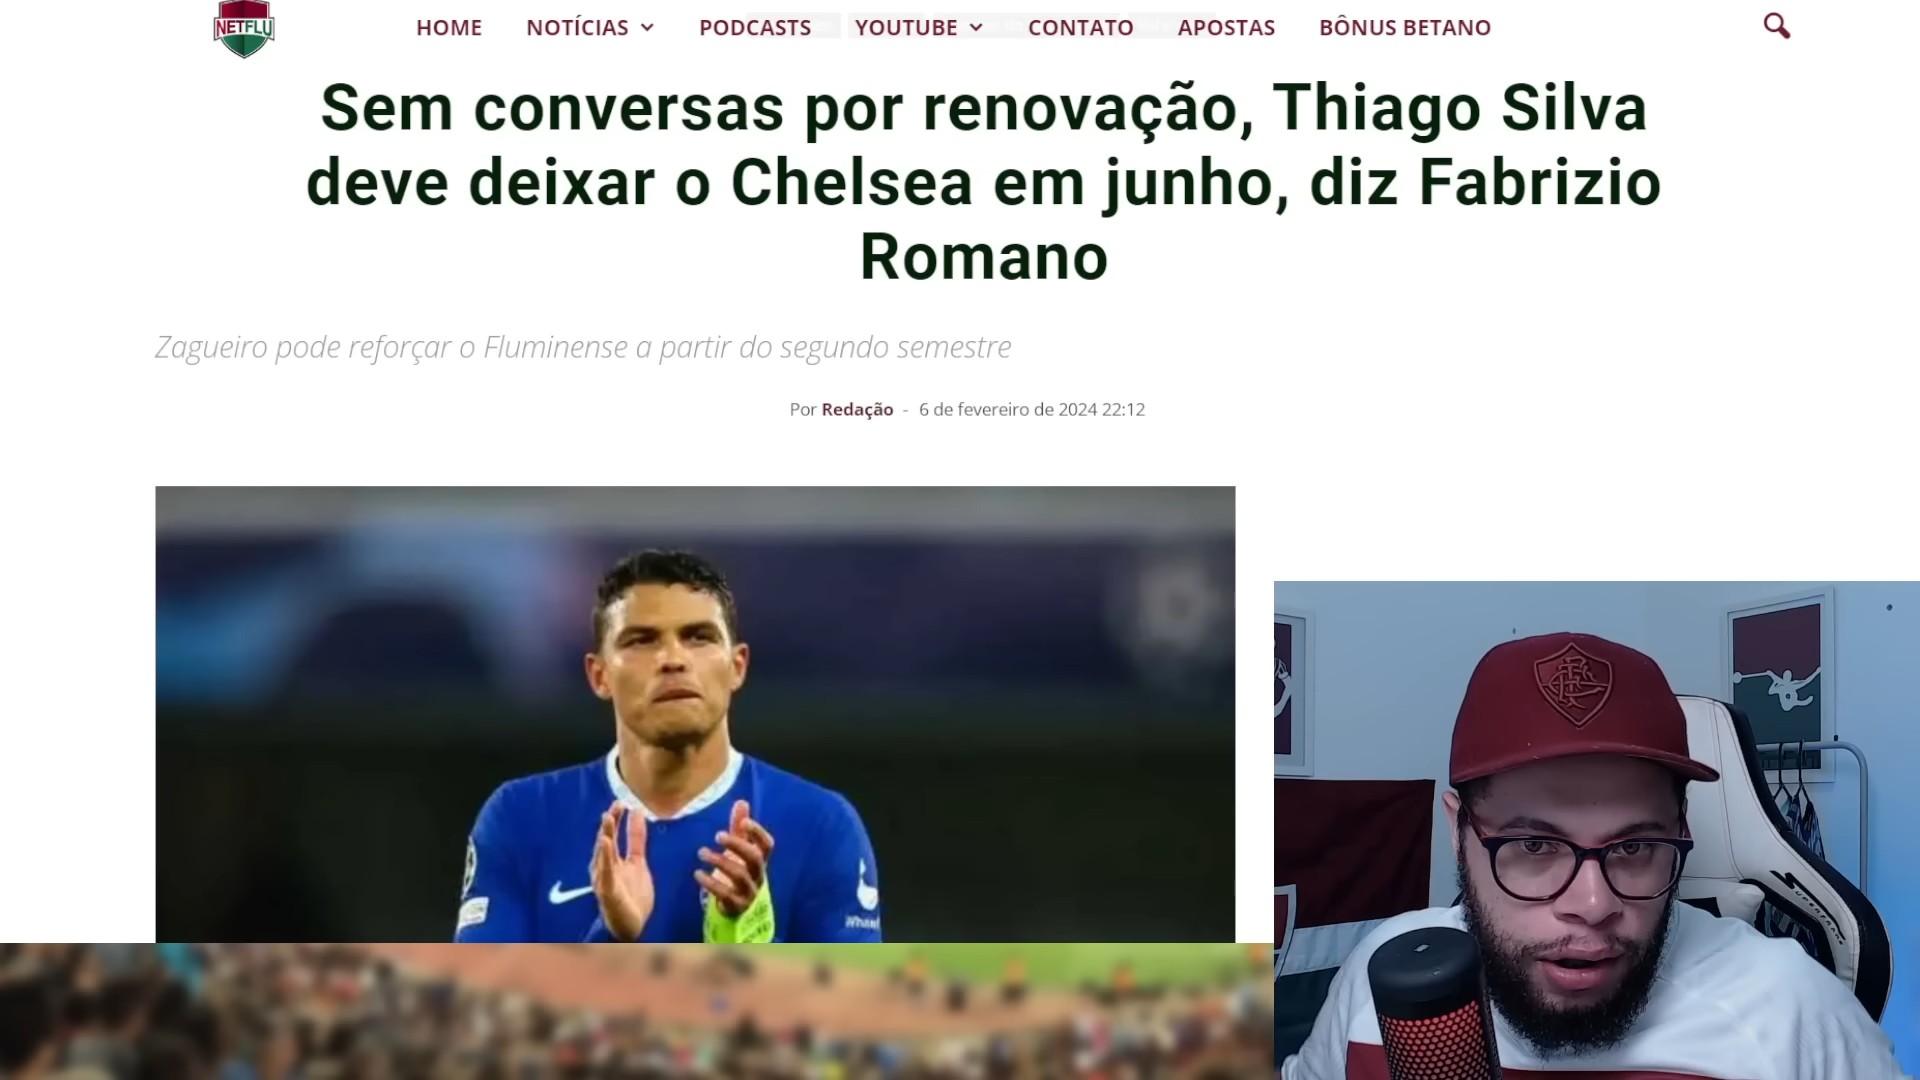 NETFLU
HOME NOTÍCIAS PODCASTS YOUTUBE CONTATO APOSTAS BÔNUS BETANO
Sem conversas por renovação, Thiago Silva
deve deixar o Chelsea em junho, diz Fabrizio
Romano
Zagueiro pode reforçar o Fluminense a partir do segundo semestre
Por Redação - 6 de fevereiro de 2024 22:12